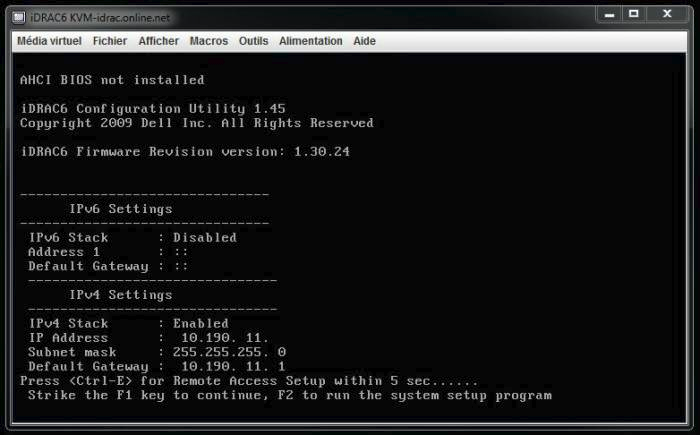 iDRAC6 KVM-idrac.online.net
Média virtuel Fichier Afficher Macros Outils Alimentation Aide
AHCI BIOS not installed
iDRAC6 Configuration Utility 1.45
Copyright 2009 Dell Inc. All Rights Reserved
iDRAC6 Firmware Revision version: 1.30.24
-------------------------------
IPv6 Settings
-------------------------------
IPv6 Stack : Disabled
Address 1 : ::
Default Gateway : ::
-------------------------------
IPv4 Settings
-------------------------------
IPv4 Stack : Enabled
IP Address : 10.190. 11.
Subnet mask : 255.255.255. 0
Default Gateway : 10.190. 11. 1
Press <Ctrl-E> for Remote Access Setup within 5 sec......
Strike the F1 key to continue, F2 to run the system setup program